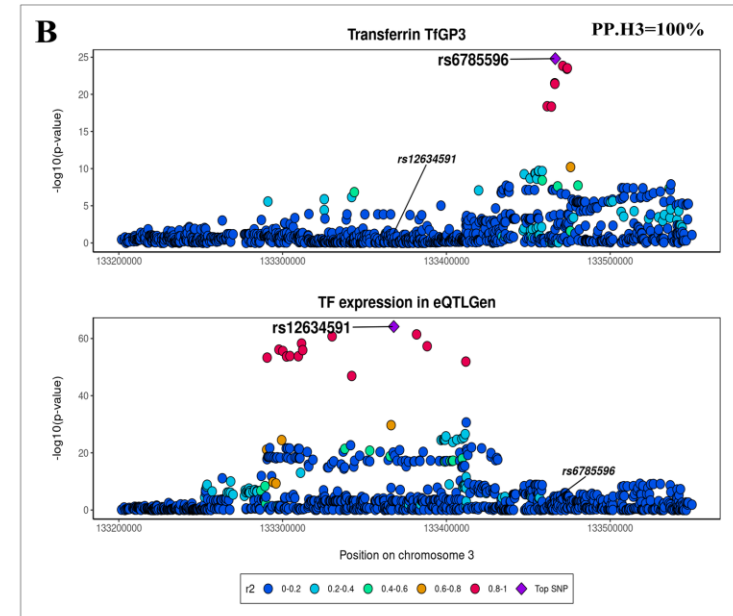 B
Transferrin TfGP3
PP.H3=100%
rs6785596
rs12634591
-log10(p-value)
25
20
15
10
5
0
133200000 133300000 133400000 133500000
TF expression in eQTLGen
rs12634591
rs6785596
-log10(p-value)
60
40
20
0
133200000 133300000 133400000 133500000
Position on chromosome 3
r2 0-0.2 0.2-0.4 0.4-0.6 0.6-0.8 0.8-1 Top SNP